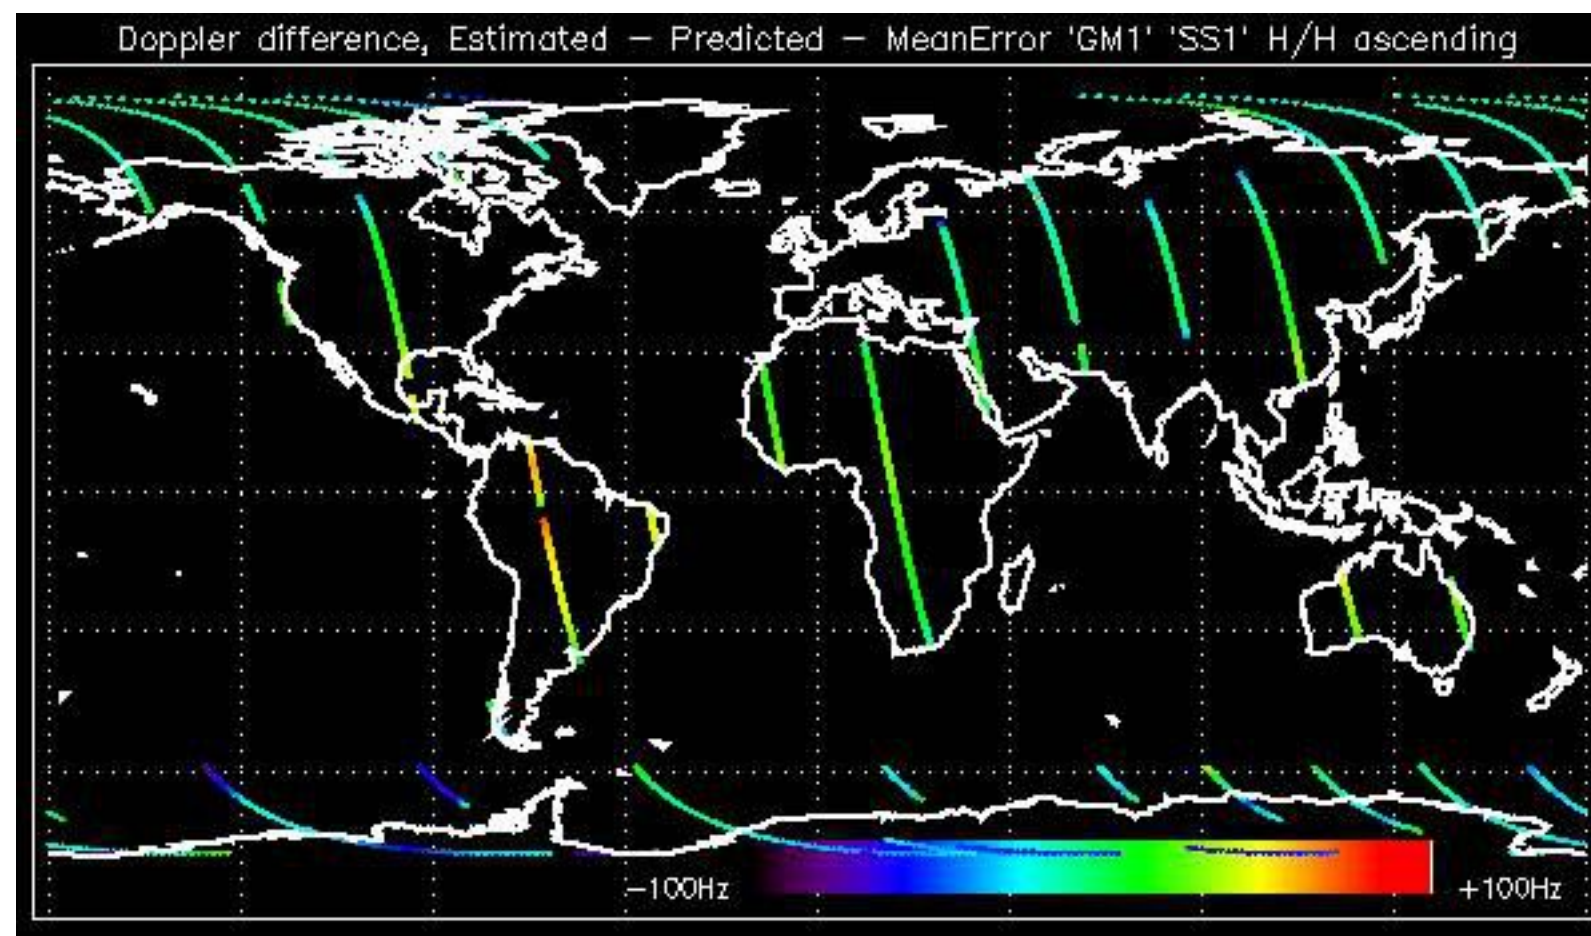 Doppler difference, Estimated − Predicted − MeanError 'GM1' 'SS1' H/H ascending
−100Hz
+100Hz